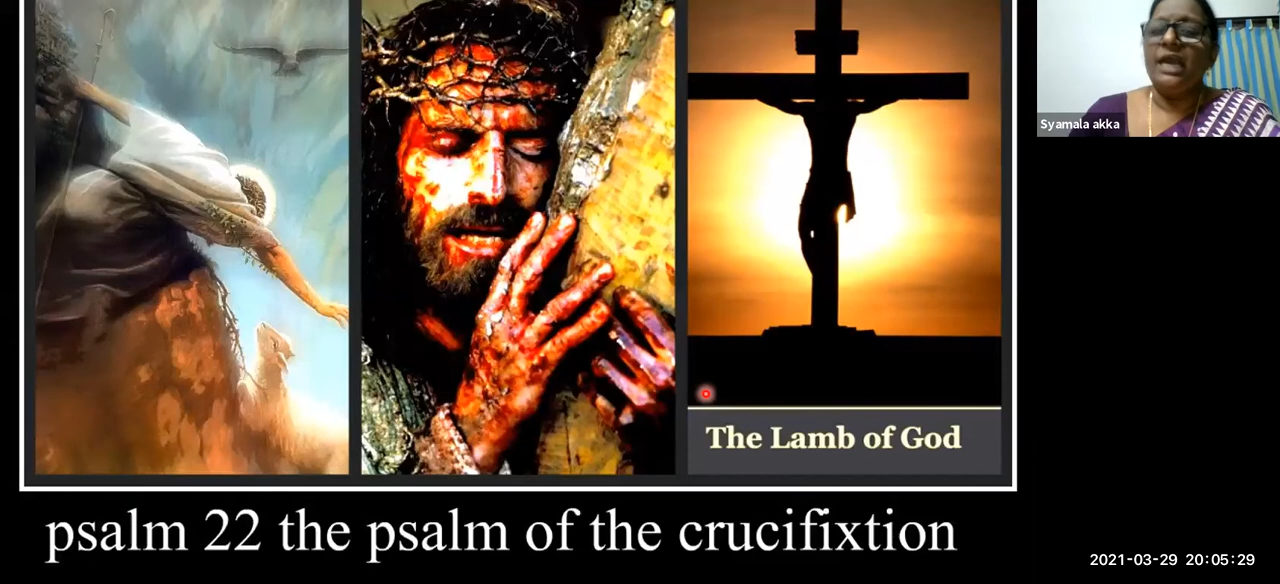 Syamala akka
The Lamb of God
psalm 22 the psalm of the crucifixtion
2021-03-29 20:05:29